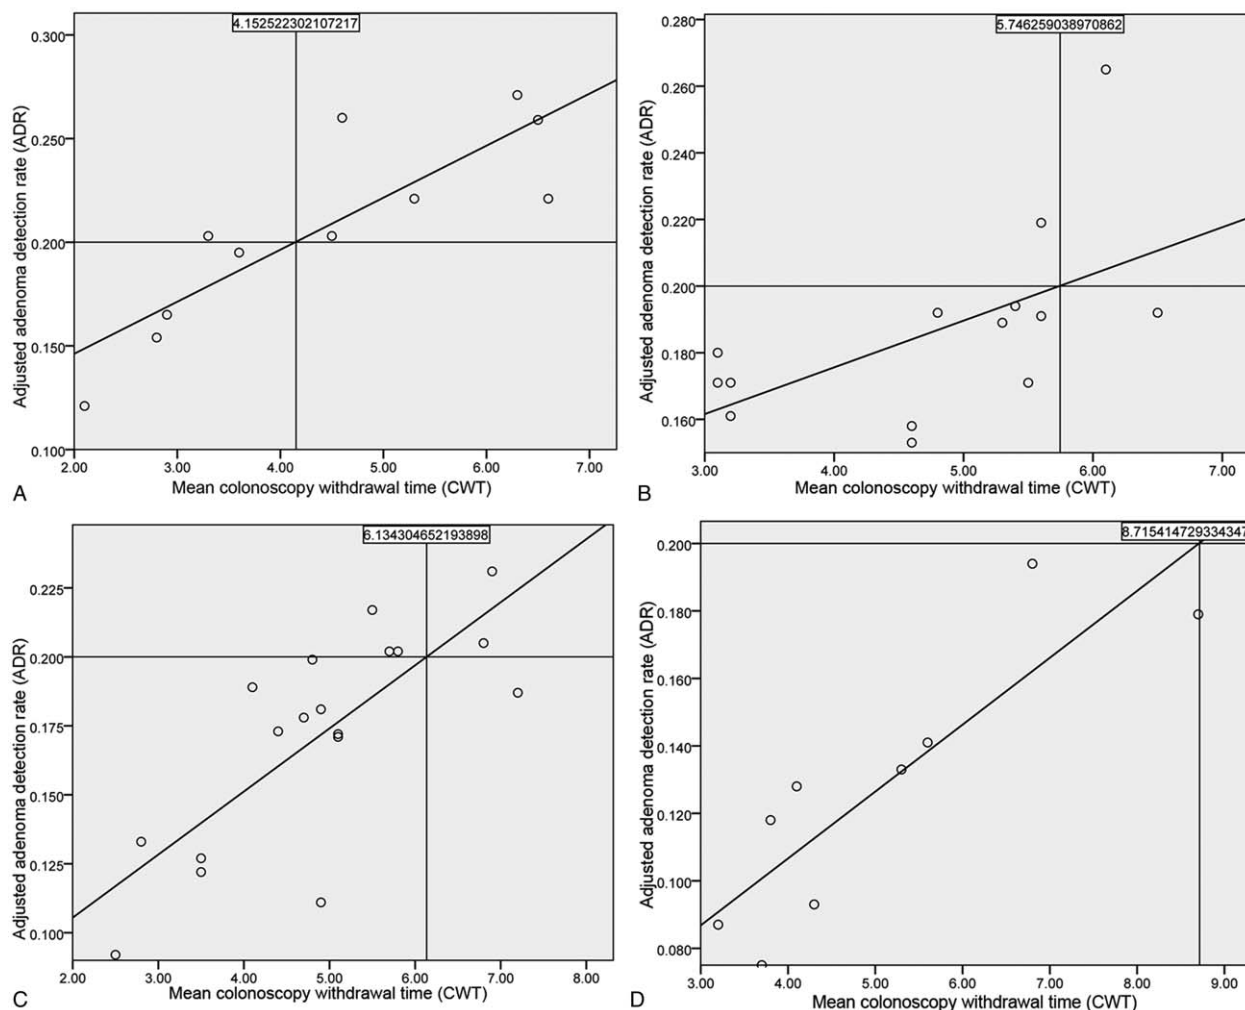 4.152522302107217
0.300
0.250
0.200
0.150
0.100
Adjusted adenoma detection rate (ADR)
2.00 3.00 4.00 5.00 6.00 7.00
Mean colonoscopy withdrawal time (CWT)
A
5.746259038970862
0.280
0.260
0.240
0.220
0.200
0.180
0.160
Adjusted adenoma detection rate (ADR)
3.00 4.00 5.00 6.00 7.00
Mean colonoscopy withdrawal time (CWT)
B
6.134304652193898
0.225
0.200
0.175
0.150
0.125
0.100
Adjusted adenoma detection rate (ADR)
2.00 3.00 4.00 5.00 6.00 7.00 8.00
Mean colonoscopy withdrawal time (CWT)
C
8.715414729334347
0.200
0.180
0.160
0.140
0.120
0.100
0.080
Adjusted adenoma detection rate (ADR)
3.00 4.00 5.00 6.00 7.00 8.00 9.00
Mean colonoscopy withdrawal time (CWT)
D